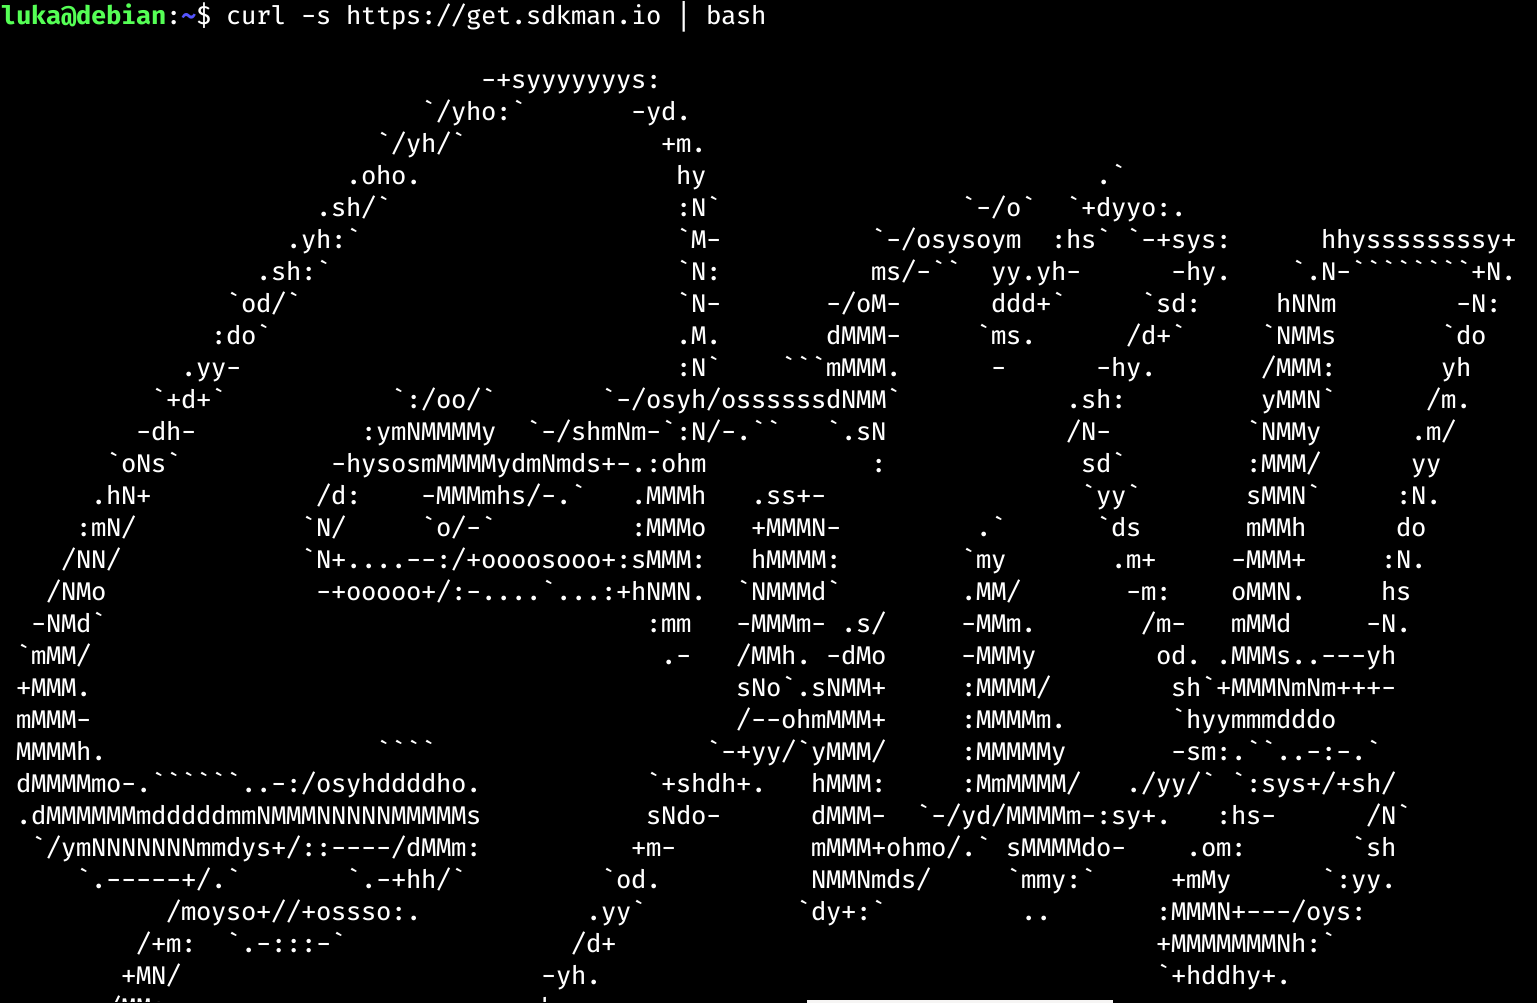 luka@debian:~$ curl -s https://get.sdkman.io | bash

                                -+syyyyyyys:
                            `/yho:`       -yd.
                         `/yh/`             +m.
                       .oho.                 hy                          .`
                     .sh/`                   :N`                `-/o`  `+dyyo:.
                   .yh:`                     `M-          `-/osysoym  :hs` `-+sys:      hhyssssssssy+
                 .sh:`                       `N:          ms/-``  yy.yh-      -hy.    `.N-````````+N.
               `od/`                         `N-       -/oM-      ddd+`     `sd:     hNNm        -N:
              :do`                           .M.       dMMM-     `ms.      /d+`     `NMMs       `do
            .yy-                             :N`    ```mMMM.      -      -hy.       /MMM:       yh
          `+d+`           `:/oo/`       `-/osyh/ossssssdNMM`           .sh:         yMMN`      /m.
         -dh-           :ymNMMMMy  `-/shmNm-`:N/-.``   `.sN            /N-         `NMMy      .m/
       `oNs`          -hysosmMMMMydmNmds+-.:ohm           :             sd`        :MMM/      yy
      .hN+           /d:    -MMMmhs/-.`   .MMMh   .ss+-                 `yy`       sMMN`     :N.
     :mN/           `N/     `o/-`         :MMMo   +MMMN-         .`      `ds       mMMh      do
    /NN/            `N+....--:/+oooosooo+:sMMM:   hMMMM:        `my       .m+     -MMM+     :N.
   /NMo              -+ooooo+/:-....`...:+hNMN.  `NMMMd`        .MM/       -m:    oMMN.     hs
  -NMd`                                    :mm   -MMMm- .s/     -MMm.       /m-   mMMd     -N.
 `mMM/                                      .-   /MMh. -dMo     -MMMy        od. .MMMs..---yh
 +MMM.                                           sNo`.sNMM+     :MMMM/        sh`+MMMNmNm+++-
 mMMM-                                           /--ohmMMM+     :MMMMm.       `hyymmmdddo
 MMMMh.                  ````                  `-+yy/`yMMM/     :MMMMMy       -sm:.``..-:-.`
 dMMMMmo-.``````..-:/osyhddddho.           `+shdh+.   hMMM:     :MmMMMM/   ./yy/` `:sys+/+sh/
 .dMMMMMMmdddddmmNMMMNNNNNMMMMMs           sNdo-      dMMM-  `-/yd/MMMMm-:sy+.   :hs-      /N`
  `/ymNNNNNNNmmdys+/::----/dMMm:          +m-         mMMM+ohmo/.` sMMMMdo-    .om:       `sh
     `.-----+/.`       `.-+hh/`         `od.          NMMNmds/     `mmy:`     +mMy      `:yy.
           /moyso+//+ossso:.           .yy`          `dy+:`         ..       :MMMN+---/oys:
         /+m:  `.-:::-`               /d+                                    +MMMMMMMNh:`
        +MN/                        -yh.                                     `+hddhy+.